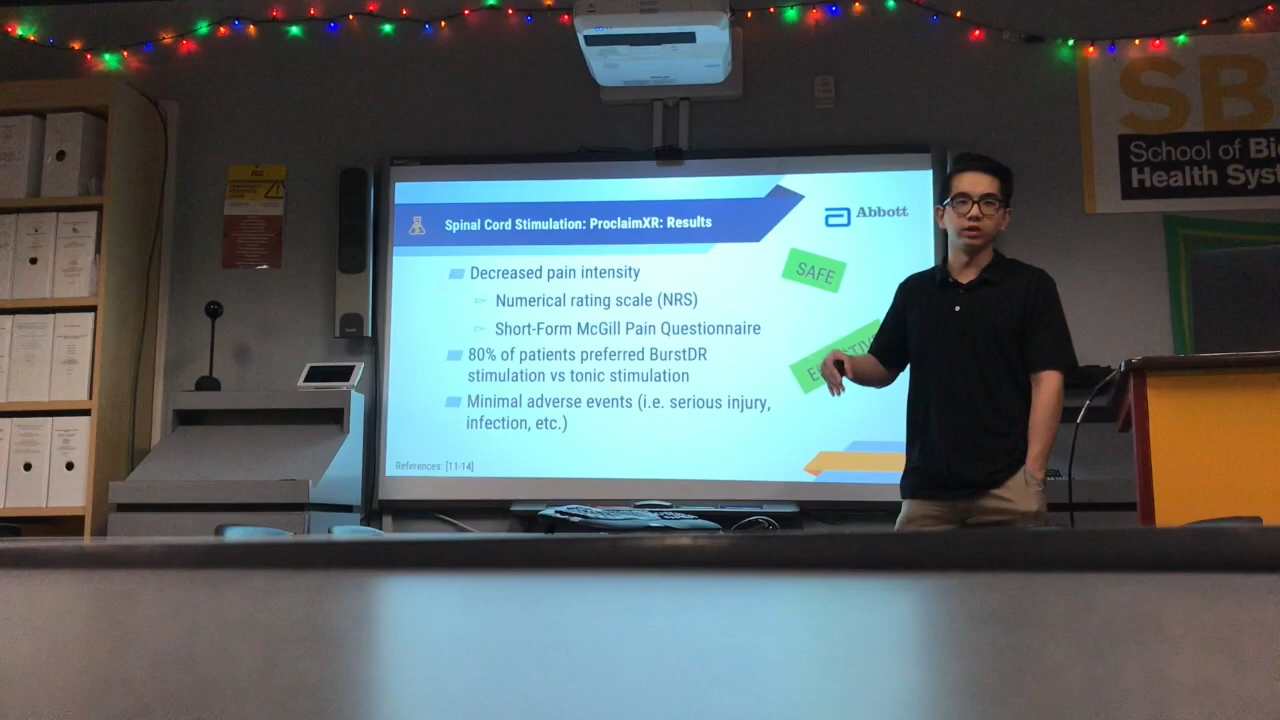 SB
School of Bi
Health Syst
Spinal Cord Stimulation: ProclaimXR: Results
Abbott
Decreased pain intensity
SAFE
Numerical rating scale (NRS)
Short-Form McGill Pain Questionnaire
80% of patients preferred BurstDR
stimulation vs tonic stimulation
Minimal adverse events (i.e. serious injury,
infection, etc.)
References: [11-14]